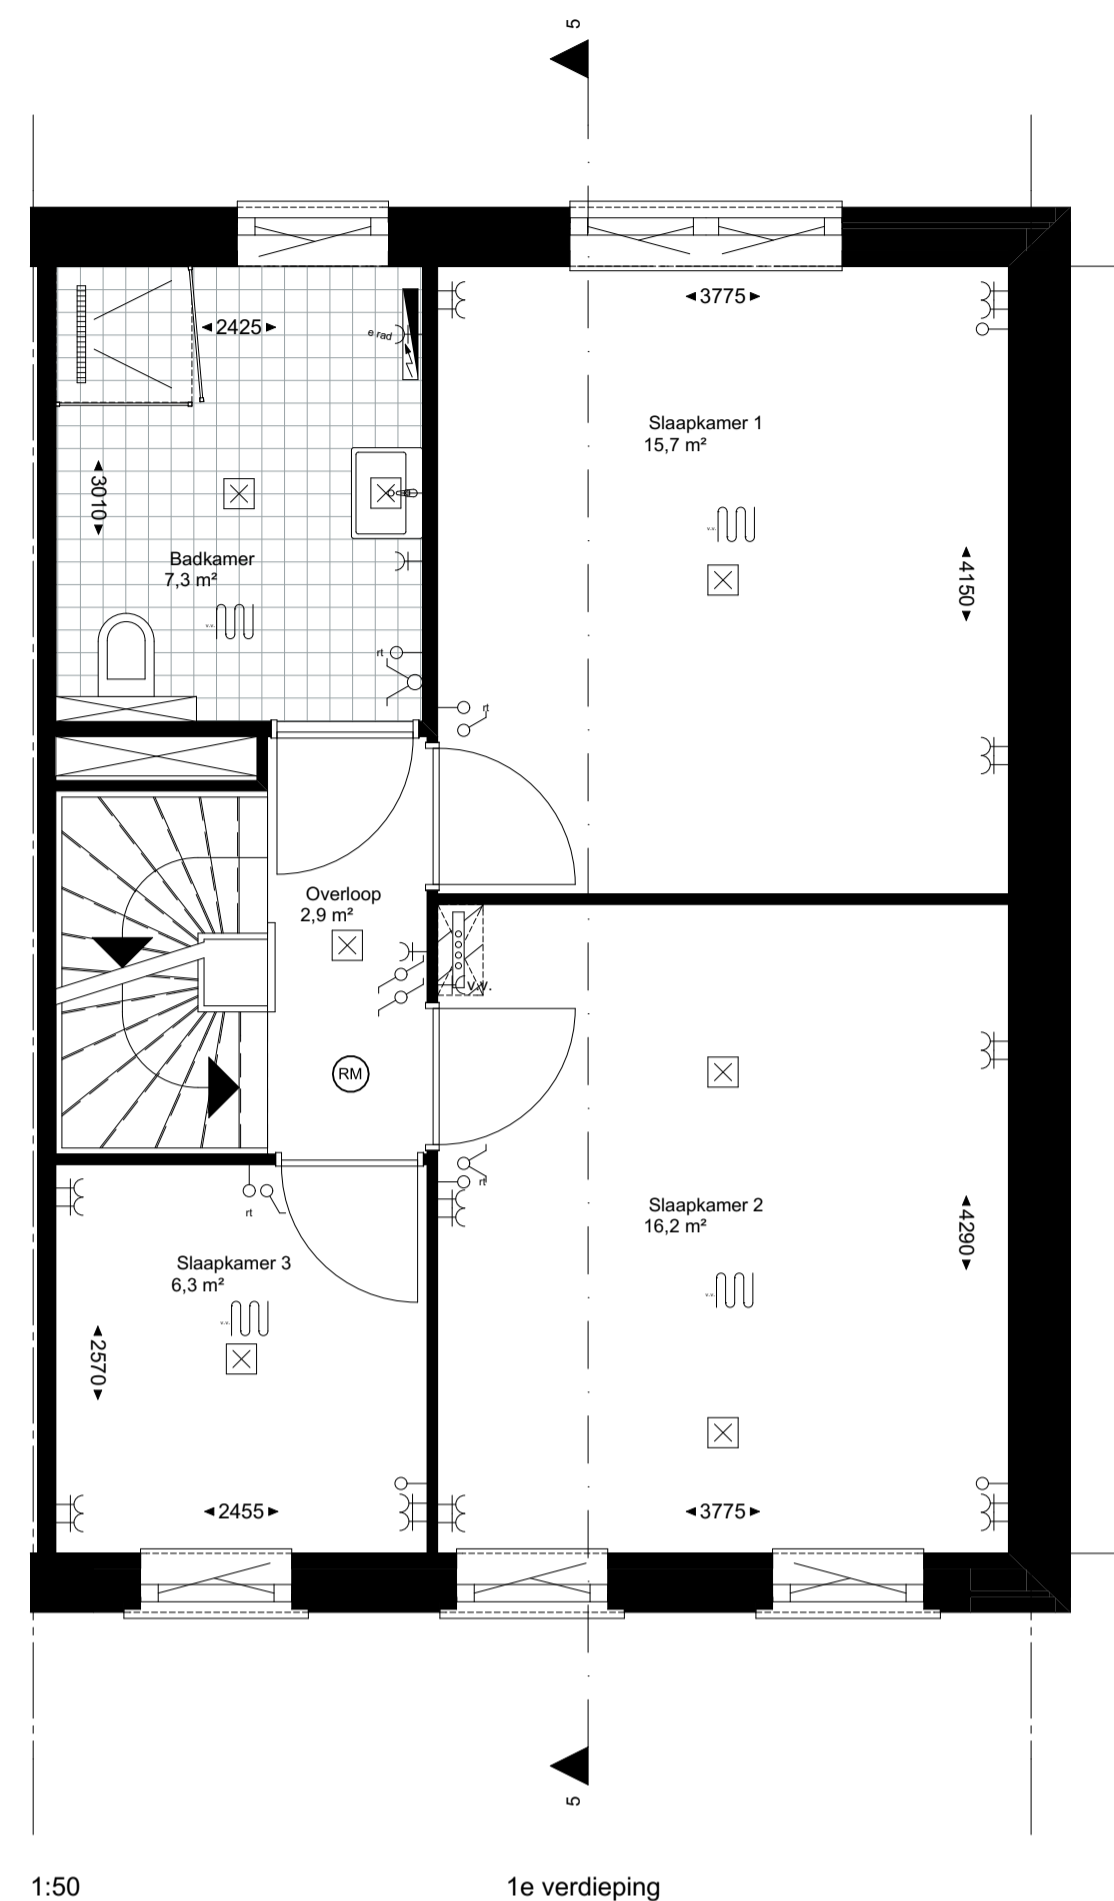 5
2425
3775
e rad
Slaapkamer 1
15,7 m²
3010
v.v.
4150
Badkamer
7,3 m²
v.v.
rt
rt
Overloop
2,9 m²
v.v.
RM
rt
rt
Slaapkamer 2
16,2 m²
4290
Slaapkamer 3
6,3 m²
v.v.
v.v.
2570
2455
3775
5
1:50
1e verdieping